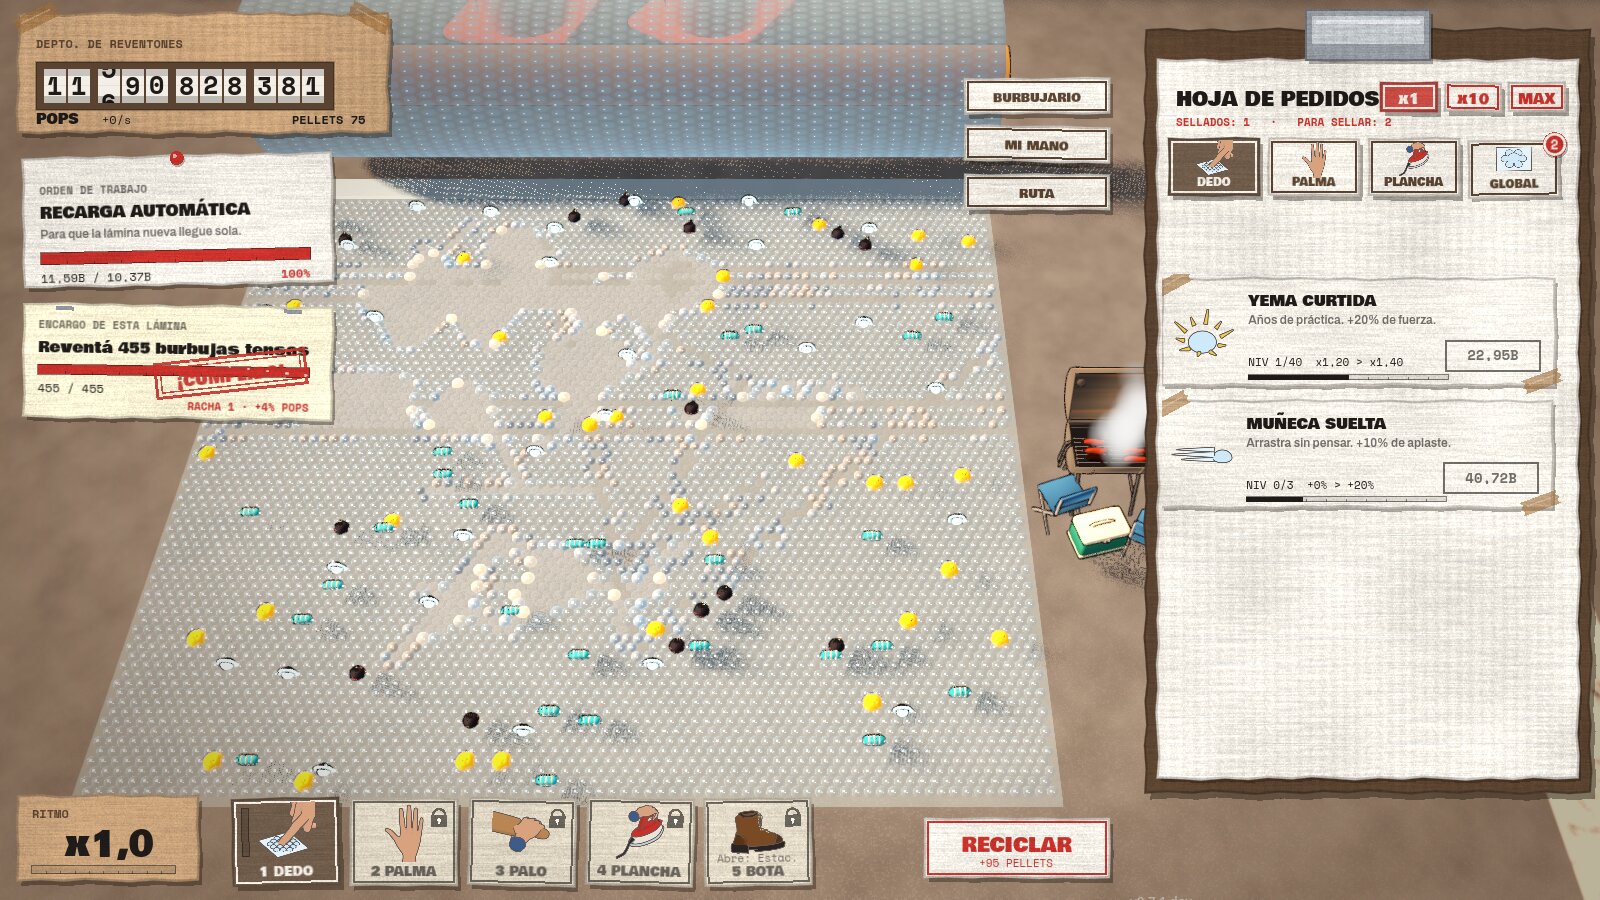 DEPTO. DE REVENTONES
11 90 828 381
POPS +0/s PELLETS 75
ORDEN DE TRABAJO
RECARGA AUTOMÁTICA
Para que la lámina nueva llegue sola.
11,59B / 10,37B 100%
ENCARGO DE ESTA LÁMINA
Reventá 455 burbujas tensas
455 / 455
RACHA 1 · +4% POPS
BURBUJARIO
MI MANO
RUTA
HOJA DE PEDIDOS x1 x10 MAX
SELLADOS: 1 · PARA SELLAR: 2
DEDO PALMA PLANCHA GLOBAL 2
YEMA CURTIDA
Años de práctica. +20% de fuerza.
NIV 1/40 x1,20 > x1,40 22,95B
MUÑECA SUELTA
Arrastra sin pensar. +10% de aplaste.
NIV 0/3 +0% > +20% 40,72B
RITMO
x1,0
1 DEDO
2 PALMA
3 PALO
4 PLANCHA
Abre: Estac.
5 BOTA
RECICLAR
+95 PELLETS